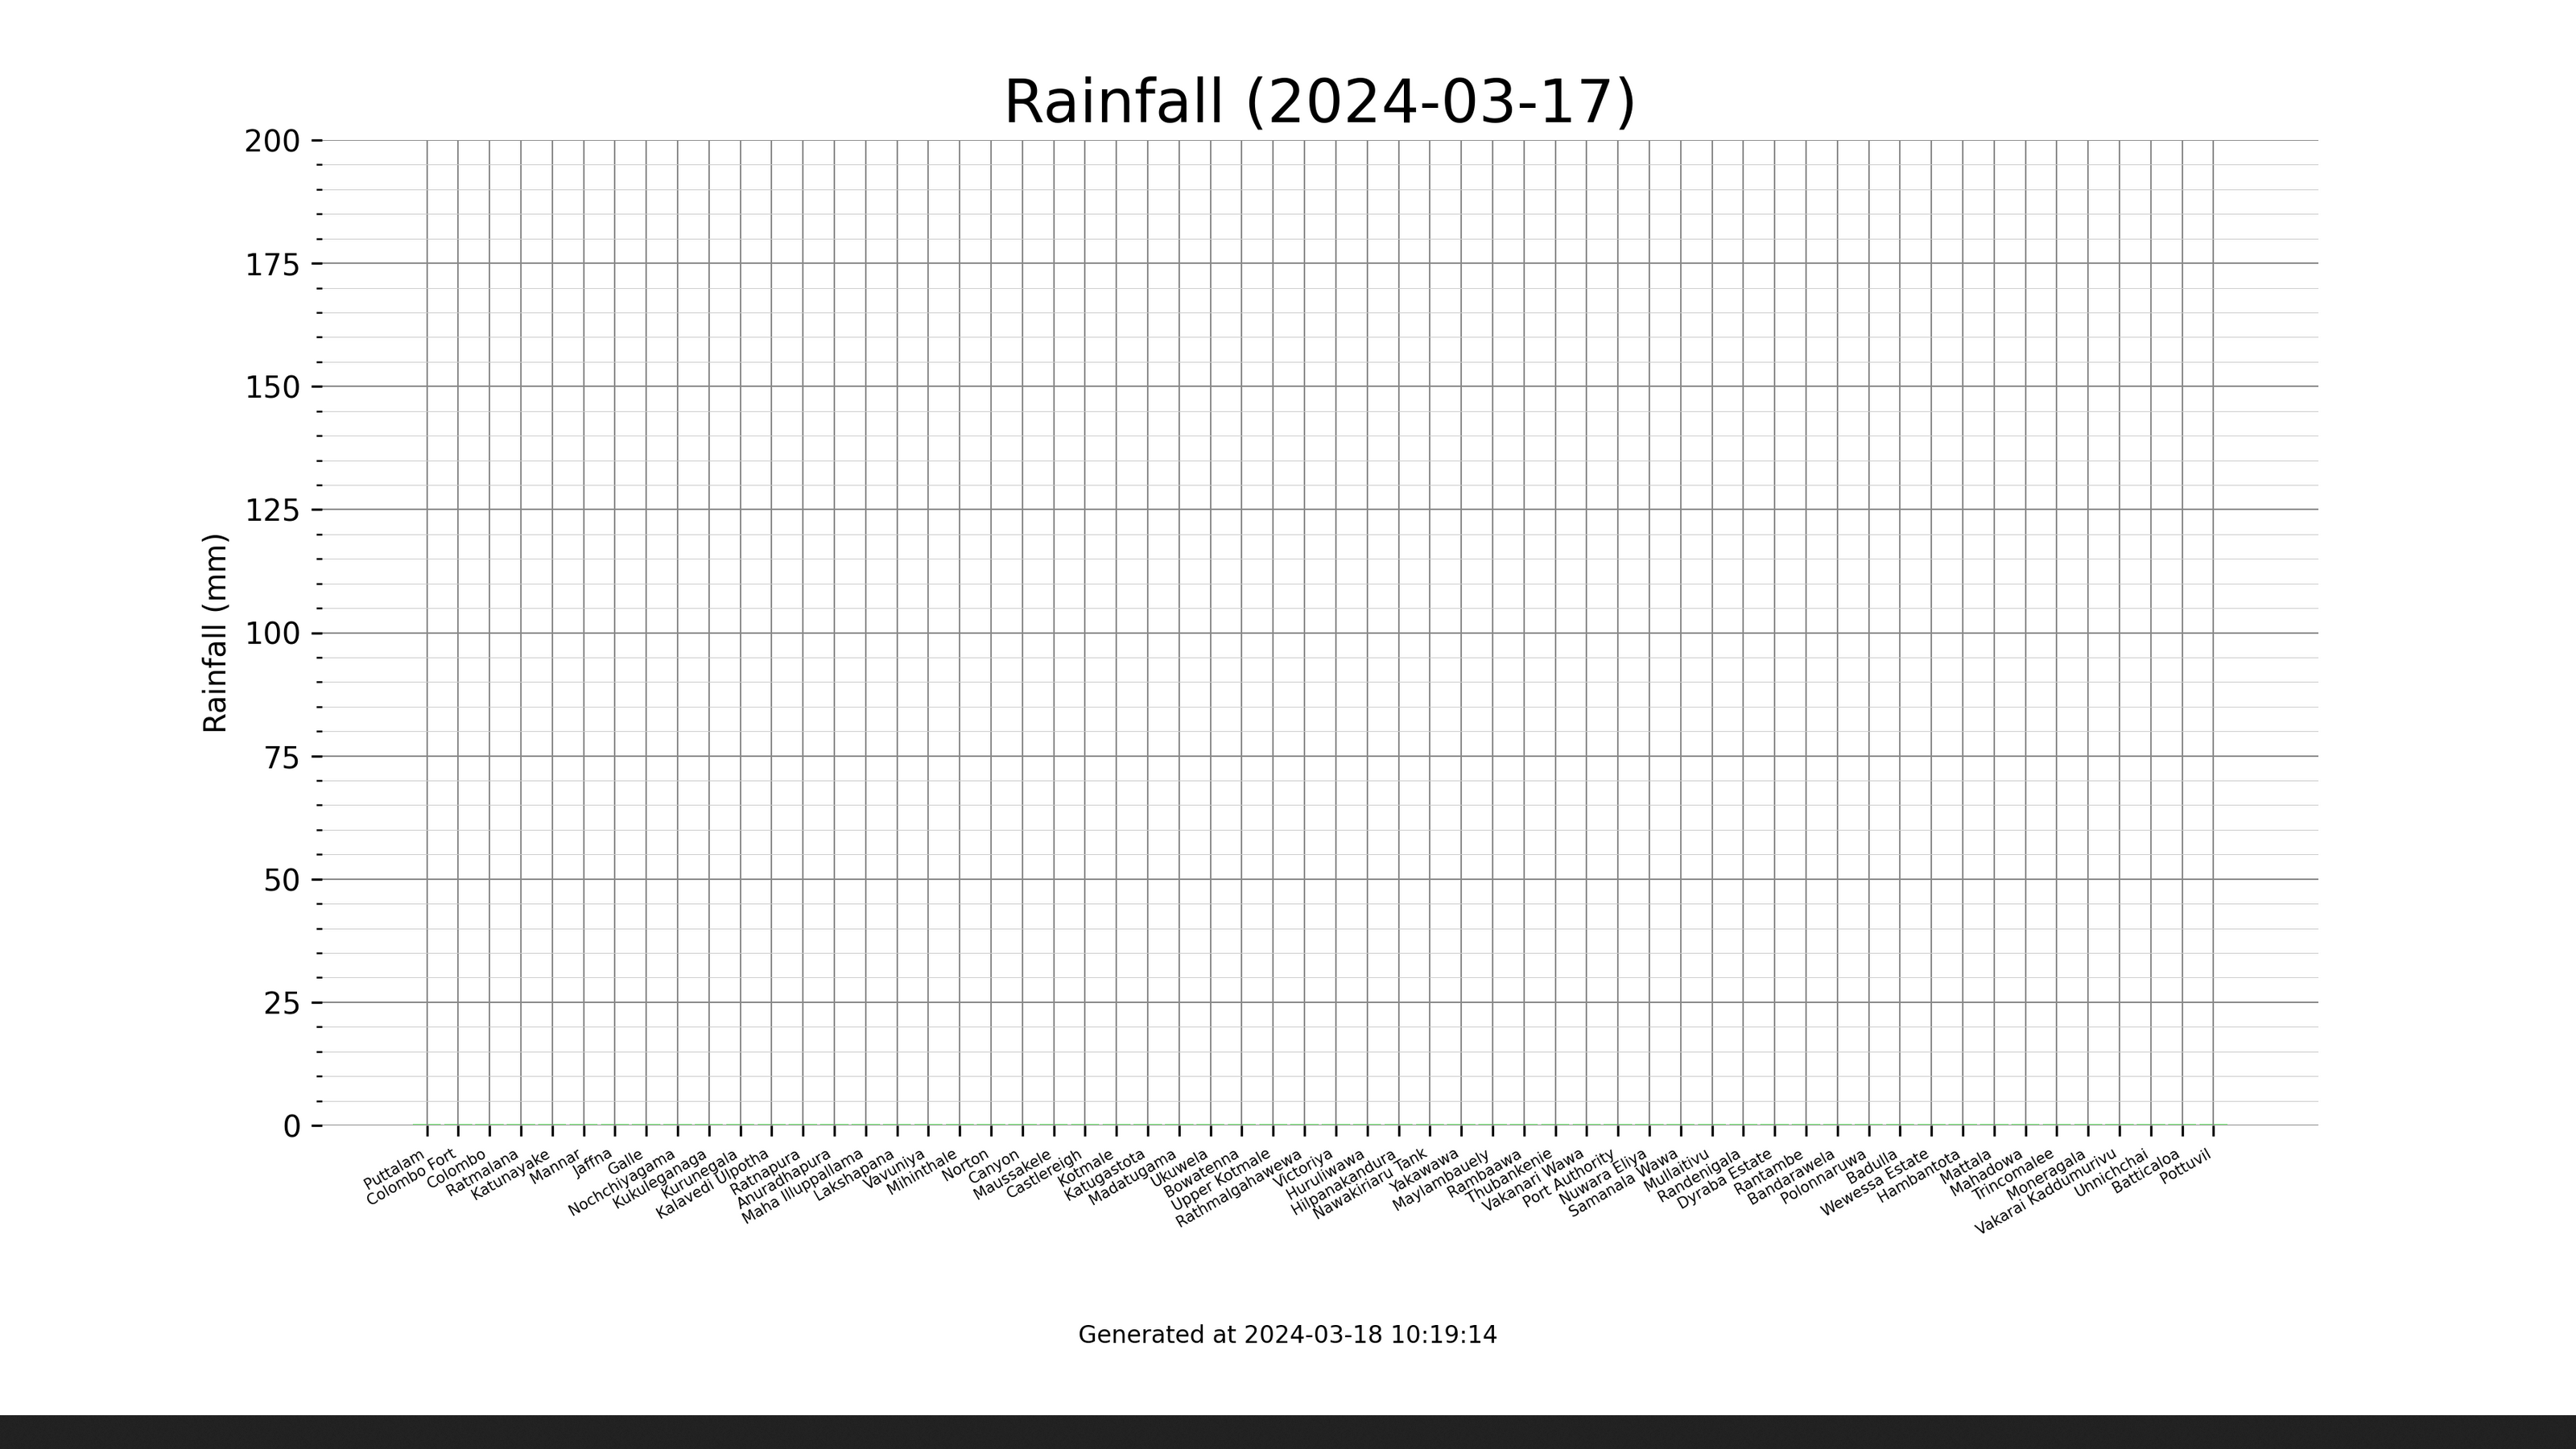 Rainfall (2024-03-17)
Rainfall (mm)
200
175
150
125
100
75
50
25
0
Puttalam
Colombo Fort
Colombo
Ratmalana
Katunayake
Mannar
Jaffna
Galle
Nochchiyagama
Kukuleganaga
Kurunegala
Kalavedi Ulpotha
Ratnapura
Anuradhapura
Maha Illuppallama
Lakshapana
Vavuniya
Mihinthale
Norton
Canyon
Maussakele
Castlereigh
Kotmale
Katugastota
Madatugama
Ukuwela
Bowatenna
Upper Kotmale
Rathmalgahawewa
Victoriya
Huruliwawa
Hilpanakandura
Nawakiriaru Tank
Yakawawa
Maylambauely
Rambaawa
Thubankenie
Vakanari Wawa
Port Authority
Nuwara Eliya
Samanala Wawa
Mullaitivu
Randenigala
Dyraba Estate
Rantambe
Bandarawela
Polonnaruwa
Badulla
Wewessa Estate
Hambantota
Mattala
Mahadowa
Trincomalee
Moneragala
Vakarai Kaddumurivu
Unnichchai
Batticaloa
Pottuvil
Generated at 2024-03-18 10:19:14